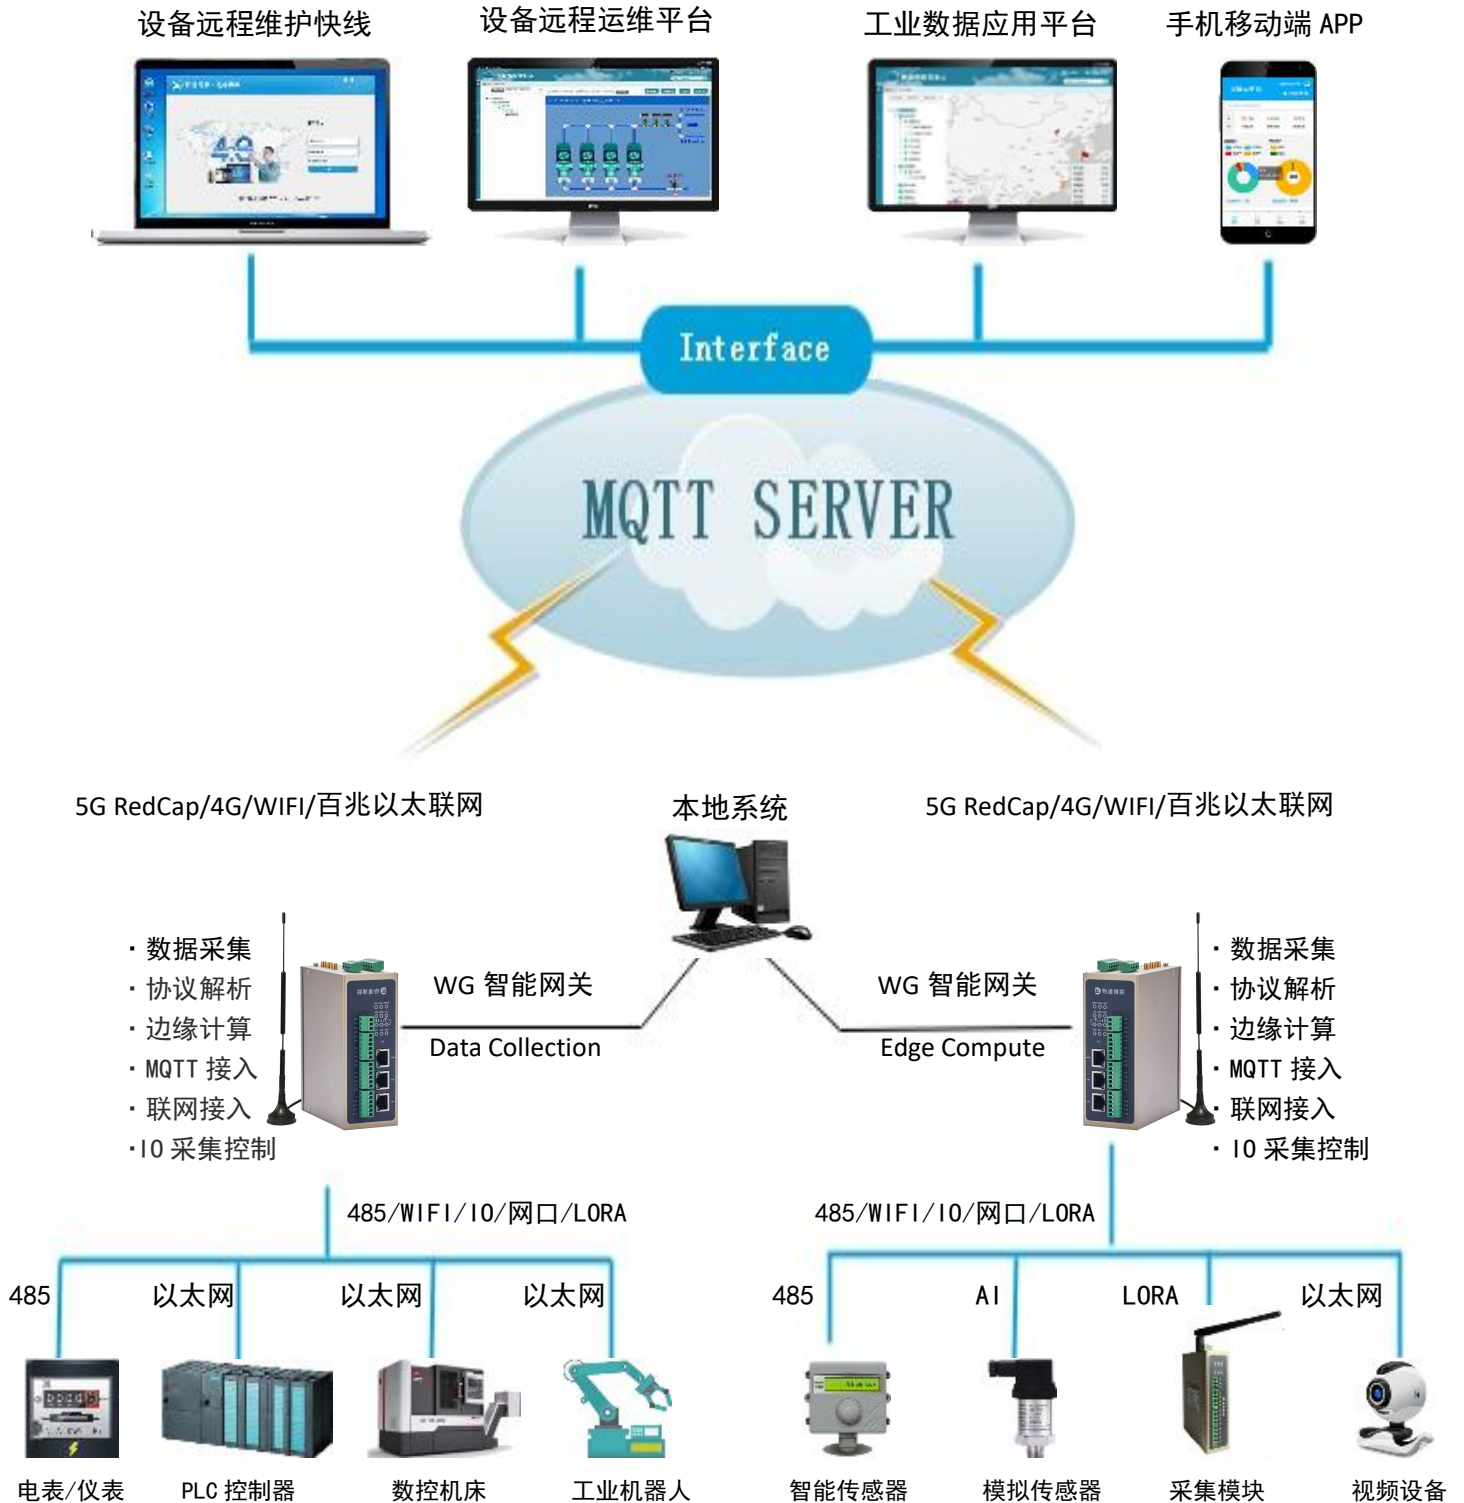 设备远程维护快线
设备远程运维平台
工业数据应用平台
手机移动端 APP
Interface
MQTT SERVER
5G RedCap/4G/WIFI/百兆以太联网
本地系统
5G RedCap/4G/WIFI/百兆以太联网
·数据采集
·协议解析
·边缘计算
·MQTT 接入
·联网接入
·IO 采集控制
WG 智能网关
Data Collection
WG 智能网关
Edge Compute
·数据采集
·协议解析
·边缘计算
·MQTT 接入
·联网接入
·IO 采集控制
485/WIFI/IO/网口/LORA
485/WIFI/IO/网口/LORA
485
以太网
以太网
以太网
485
AI
LORA
以太网
电表/仪表
PLC 控制器
数控机床
工业机器人
智能传感器
模拟传感器
采集模块
视频设备